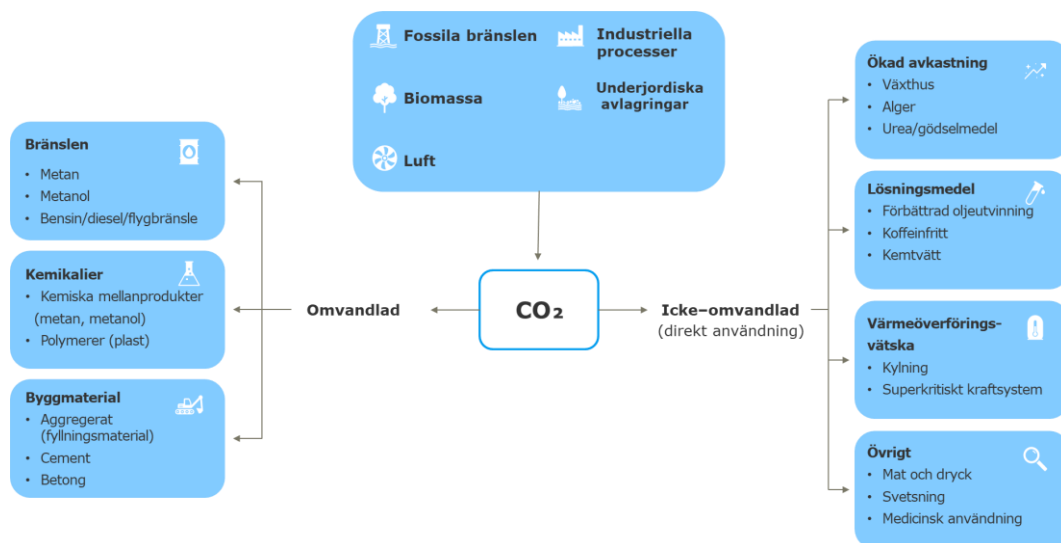 Fossila bränslen
Industriella
processer
Biomassa
Underjordiska
avlagringar
Luft
Bränslen
• Metan
• Metanol
• Bensin/diesel/flygbränsle
Kemikalier
• Kemiska mellanprodukter
(metan, metanol)
• Polymerer (plast)
Byggmaterial
• Aggregerat
(fyllningsmaterial)
• Cement
• Betong
Omvandlad
CO₂
Icke–omvandlad
(direkt användning)
Ökad avkastning
• Växthus
• Alger
• Urea/gödselmedel
Lösningsmedel
• Förbättrad oljeutvinning
• Koffeinfritt
• Kemtvätt
Värmeöverförings-
vätska
• Kylning
• Superkritiskt kraftsystem
Övrigt
• Mat och dryck
• Svetsning
• Medicinsk användning